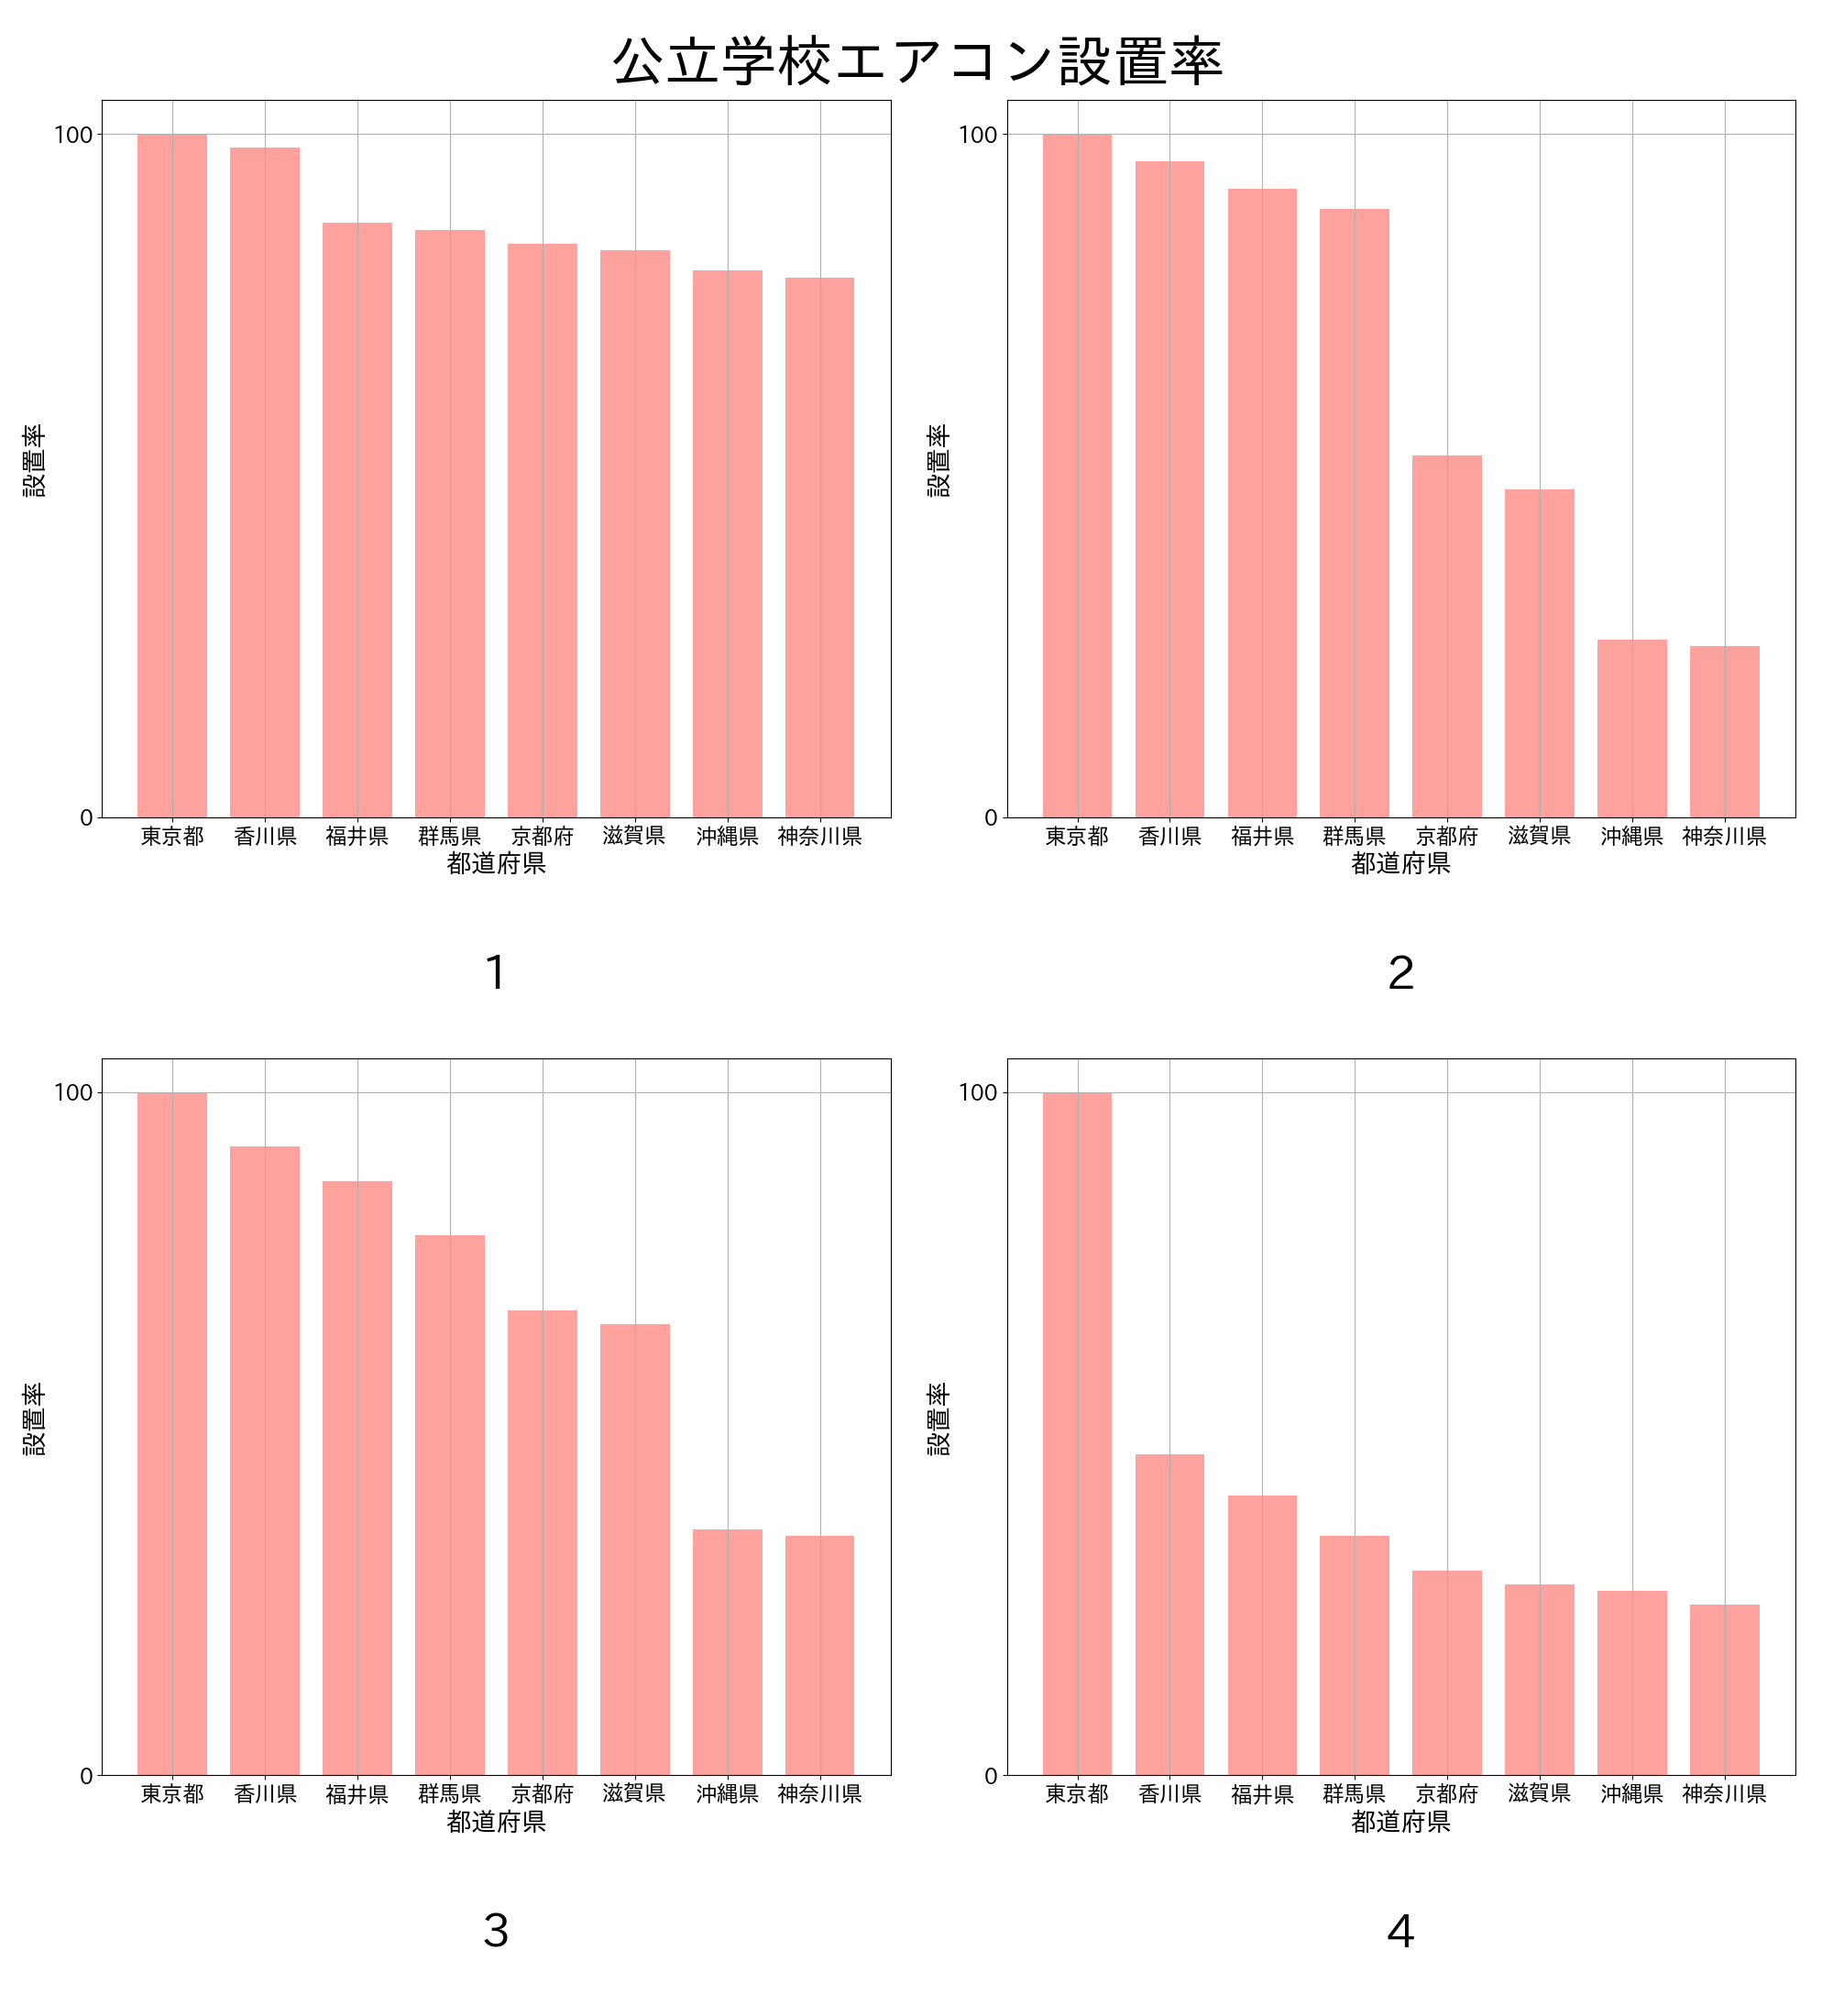 公立学校エアコン設置率
100
設置率
0
東京都 香川県 福井県 群馬県 京都府 滋賀県 沖縄県 神奈川県
都道府県
1
100
設置率
0
東京都 香川県 福井県 群馬県 京都府 滋賀県 沖縄県 神奈川県
都道府県
2
100
設置率
0
東京都 香川県 福井県 群馬県 京都府 滋賀県 沖縄県 神奈川県
都道府県
3
100
設置率
0
東京都 香川県 福井県 群馬県 京都府 滋賀県 沖縄県 神奈川県
都道府県
4